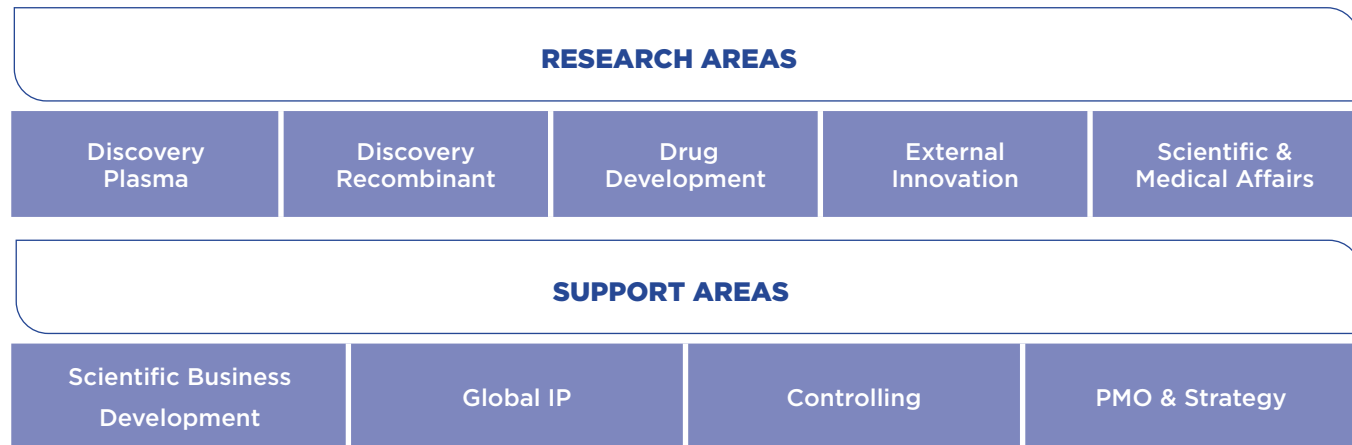 RESEARCH AREAS
Discovery
Plasma
Discovery
Recombinant
Drug
Development
External
Innovation
Scientific &
Medical Affairs
SUPPORT AREAS
Scientific Business
Development
Global IP
Controlling
PMO & Strategy